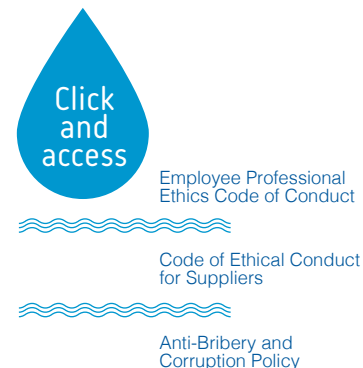 Click
and
access
Employee Professional
Ethics Code of Conduct
Code of Ethical Conduct
for Suppliers
Anti-Bribery and
Corruption Policy